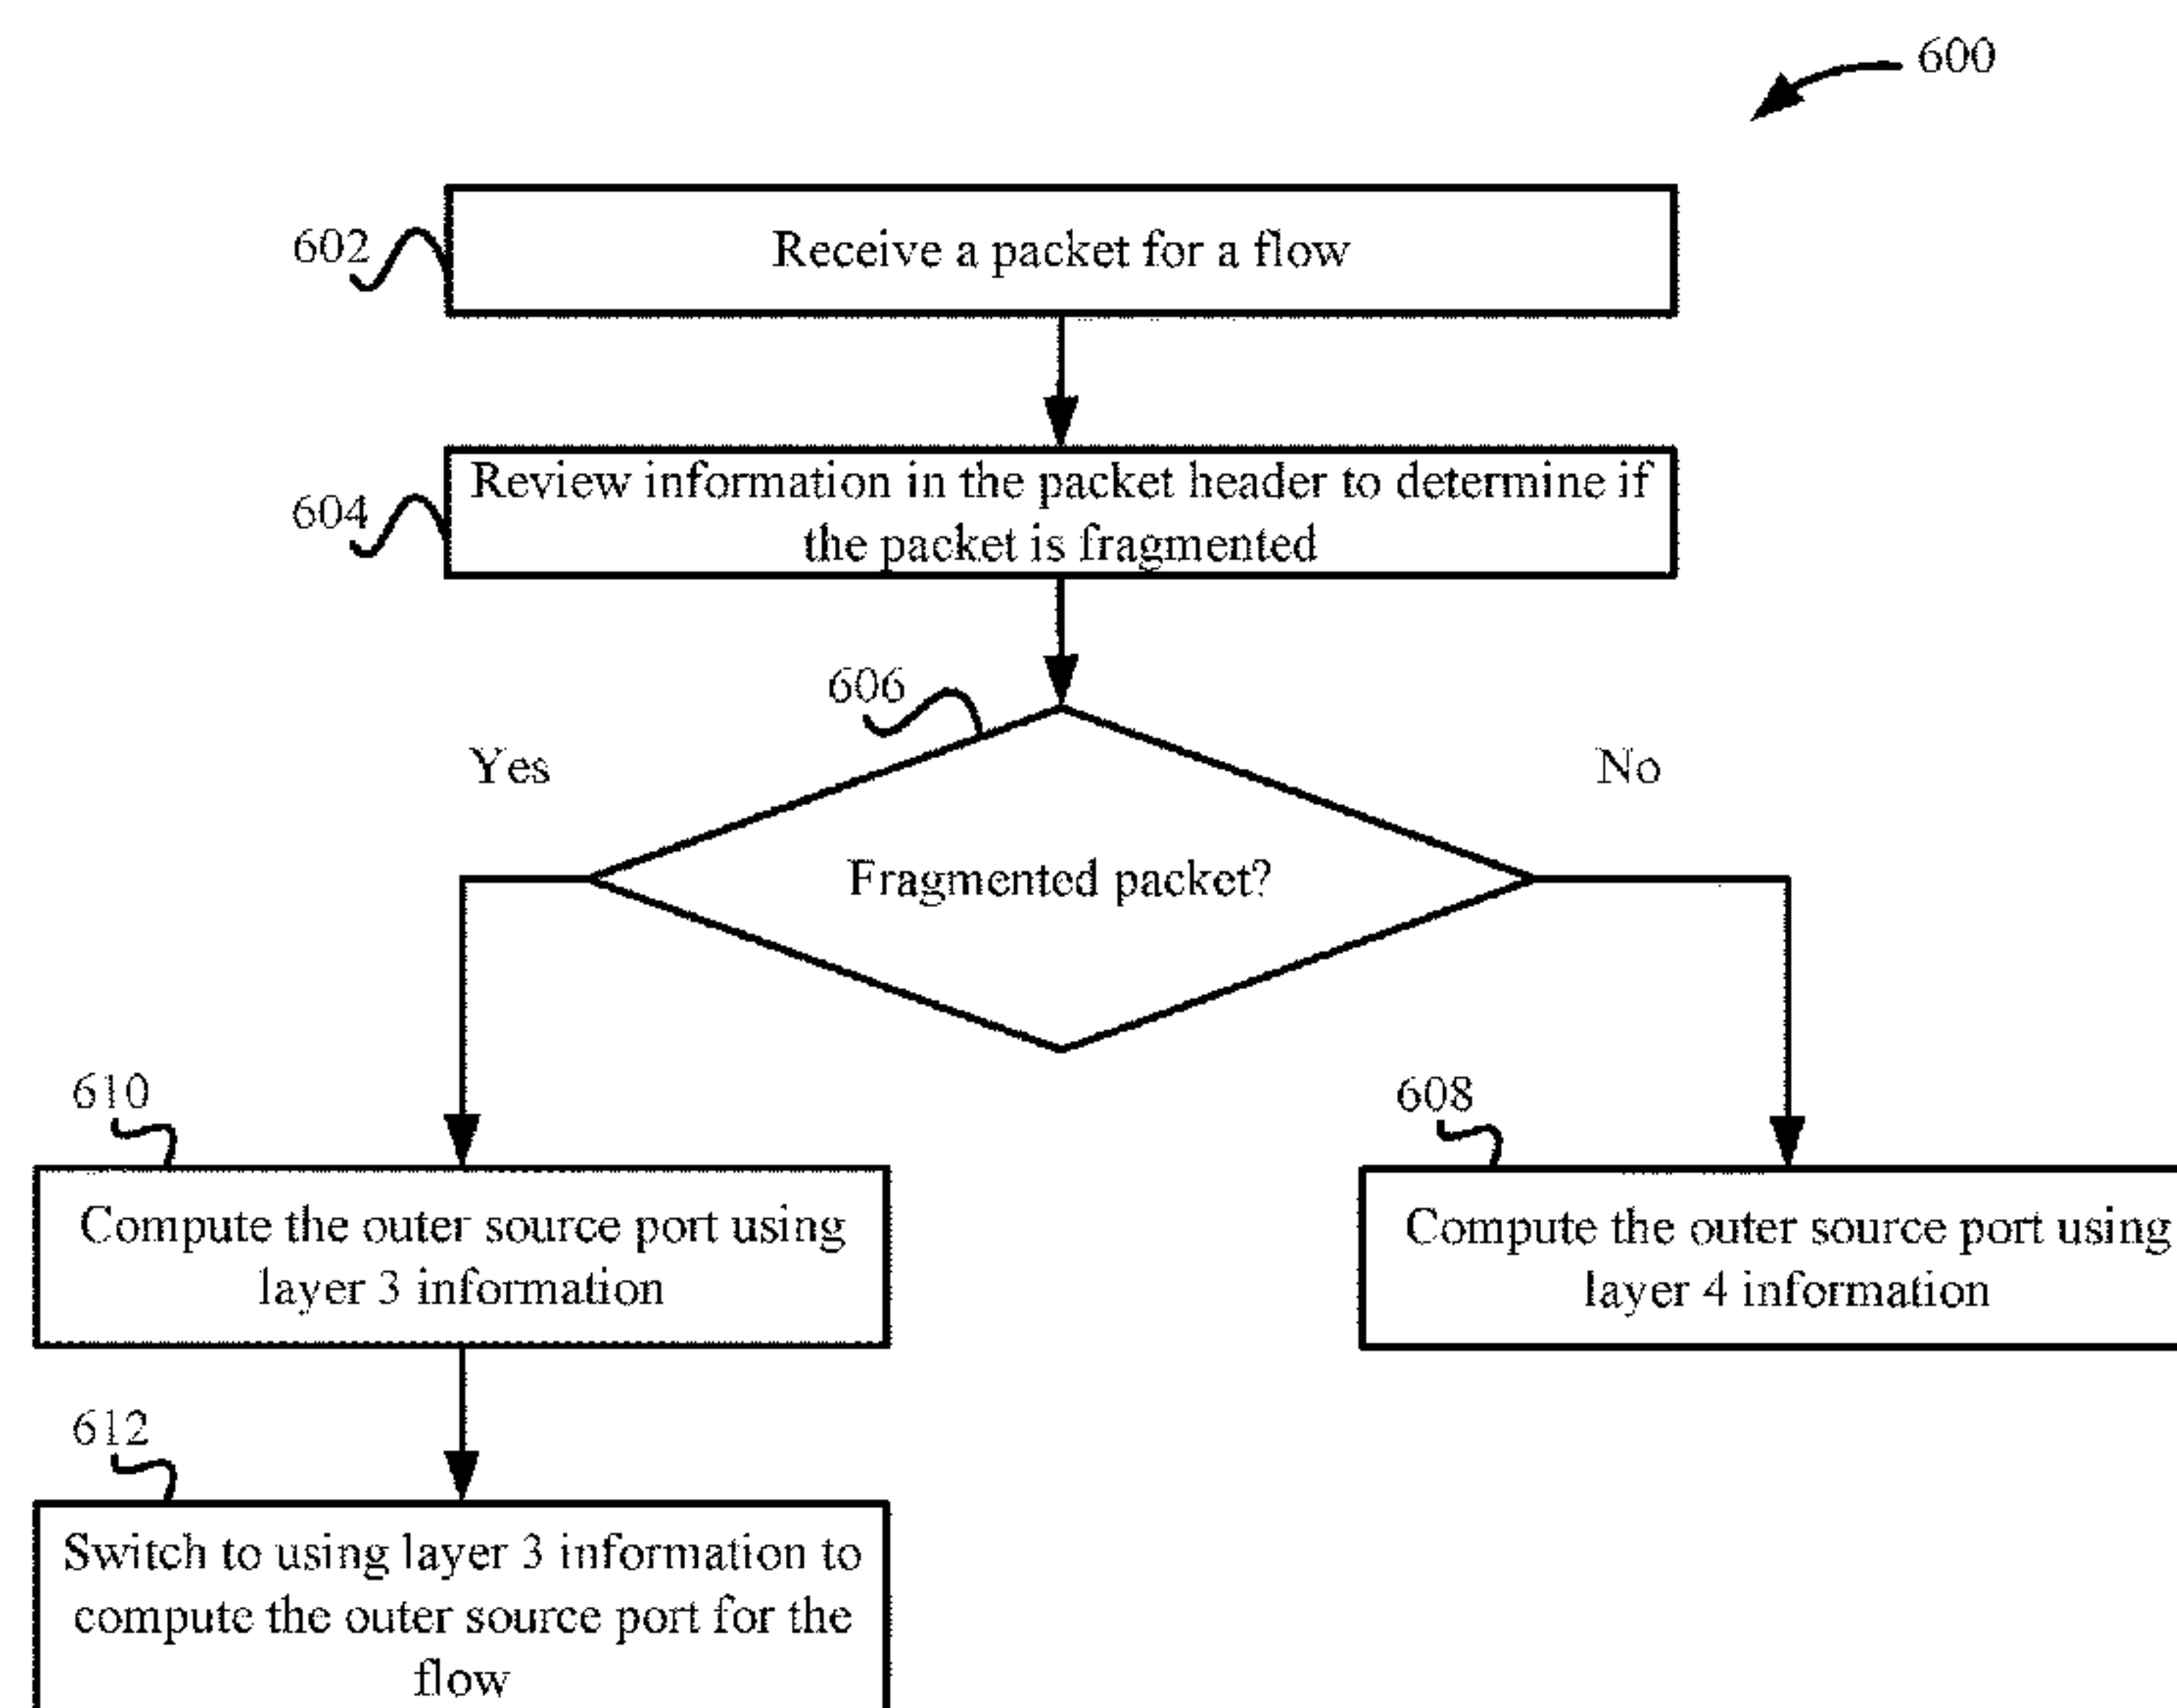 600
602
Receive a packet for a flow
604
Review information in the packet header to determine if
the packet is fragmented
606
Yes
No
Fragmented packet?
610
608
Compute the outer source port using
layer 3 information
Compute the outer source port using
layer 4 information
612
Switch to using layer 3 information to
compute the outer source port for the
flow